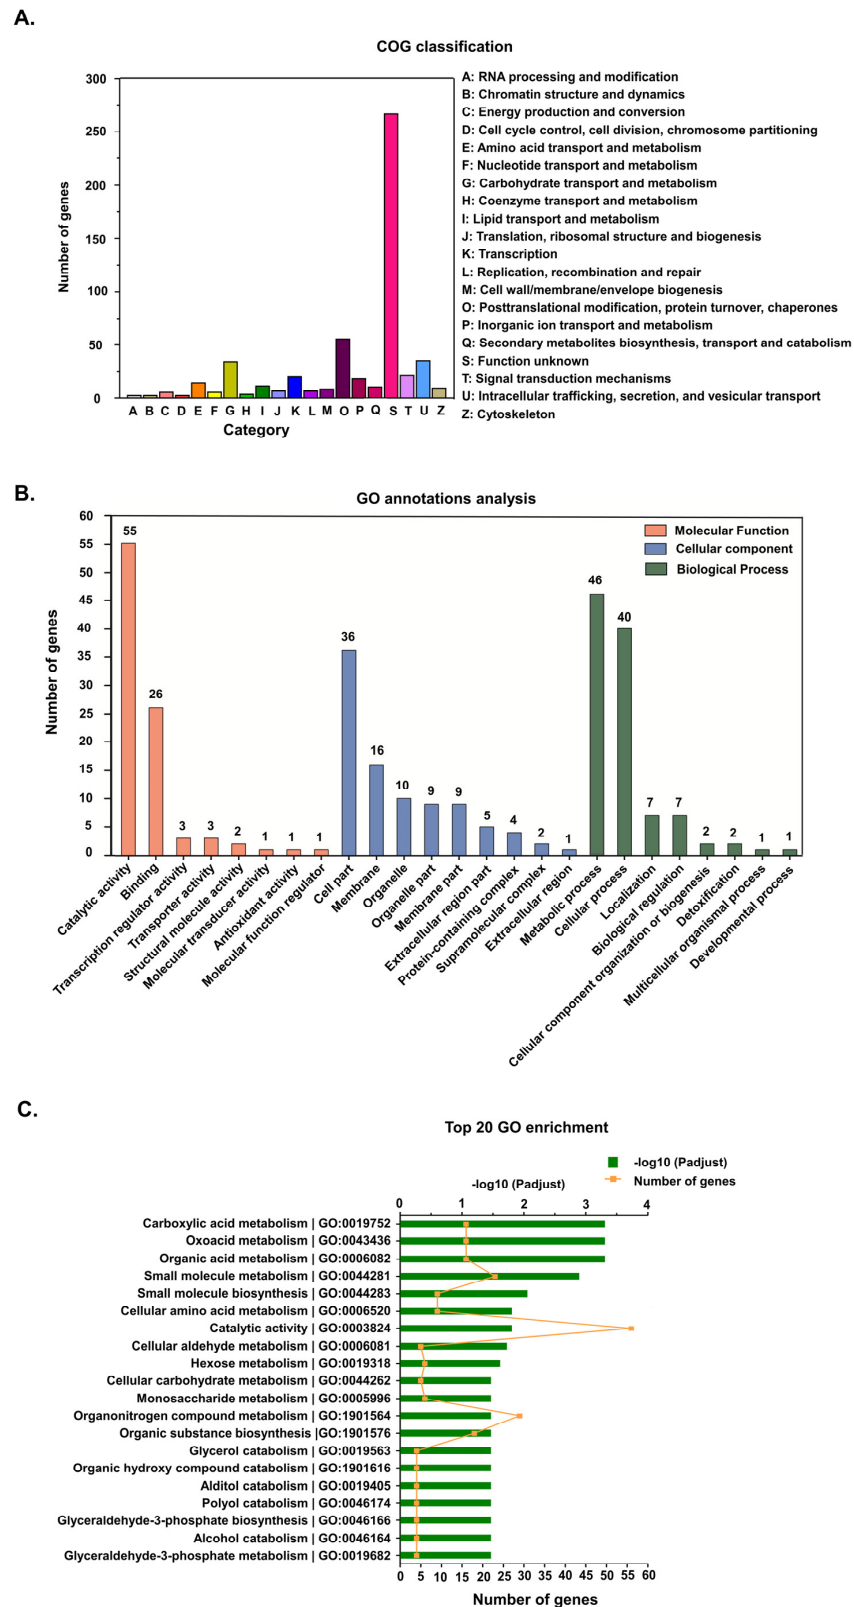 A.
COG classification
300
250
200
150
100
50
0
Number of genes
A B C D E F G H I J K L M O P Q S T U Z
Category
A: RNA processing and modification
B: Chromatin structure and dynamics
C: Energy production and conversion
D: Cell cycle control, cell division, chromosome partitioning
E: Amino acid transport and metabolism
F: Nucleotide transport and metabolism
G: Carbohydrate transport and metabolism
H: Coenzyme transport and metabolism
I: Lipid transport and metabolism
J: Translation, ribosomal structure and biogenesis
K: Transcription
L: Replication, recombination and repair
M: Cell wall/membrane/envelope biogenesis
O: Posttranslational modification, protein turnover, chaperones
P: Inorganic ion transport and metabolism
Q: Secondary metabolites biosynthesis, transport and catabolism
S: Function unknown
T: Signal transduction mechanisms
U: Intracellular trafficking, secretion, and vesicular transport
Z: Cytoskeleton
B.
GO annotations analysis
60
55
50
45
40
35
30
25
20
15
10
5
0
Number of genes
Molecular Function
Cellular component
Biological Process
55 26 3 3 2 1 1 1 36 16 10 9 9 5 4 2 1 46 40 7 7 2 2 1 1
Catalytic activity
Binding
Transcription regulator activity
Transporter activity
Structural molecule activity
Molecular transducer activity
Antioxidant activity
Molecular function regulator
Cell part
Membrane
Organelle
Organelle part
Membrane part
Extracellular region part
Protein-containing complex
Supramolecular complex
Extracellular region
Metabolic process
Cellular process
Localization
Biological regulation
Cellular component organization or biogenesis
Detoxification
Multicellular organismal process
Developmental process
C.
Top 20 GO enrichment
-log10 (Padjust)
Number of genes
-log10 (Padjust)
0 1 2 3 4
Carboxylic acid metabolism | GO:0019752
Oxoacid metabolism | GO:0043436
Organic acid metabolism | GO:0006082
Small molecule metabolism | GO:0044281
Small molecule biosynthesis | GO:0044283
Cellular amino acid metabolism | GO:0006520
Catalytic activity | GO:0003824
Cellular aldehyde metabolism | GO:0006081
Hexose metabolism | GO:0019318
Cellular carbohydrate metabolism | GO:0044262
Monosaccharide metabolism | GO:0005996
Organonitrogen compound metabolism | GO:1901564
Organic substance biosynthesis |GO:1901576
Glycerol catabolism | GO:0019563
Organic hydroxy compound catabolism | GO:1901616
Alditol catabolism | GO:0019405
Polyol catabolism | GO:0046174
Glyceraldehyde-3-phosphate biosynthesis | GO:0046166
Alcohol catabolism | GO:0046164
Glyceraldehyde-3-phosphate metabolism | GO:0019682
0 5 10 15 20 25 30 35 40 45 50 55 60
Number of genes